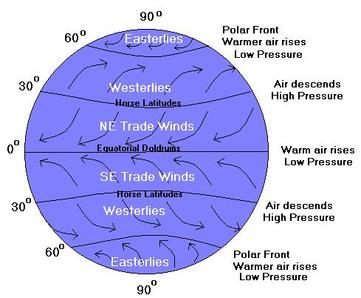 90°
60°
Easterlies
Polar Front
Warmer air rises
Low Pressure
30°
Westerlies
Air descends
High Pressure
Horse Latitudes
NE Trade Winds
0°
Equatorial Doldrums
Warm air rises
Low Pressure
SE Trade Winds
Horse Latitudes
30°
Westerlies
Air descends
High Pressure
60°
Easterlies
Polar Front
Warmer air rises
Low Pressure
90°